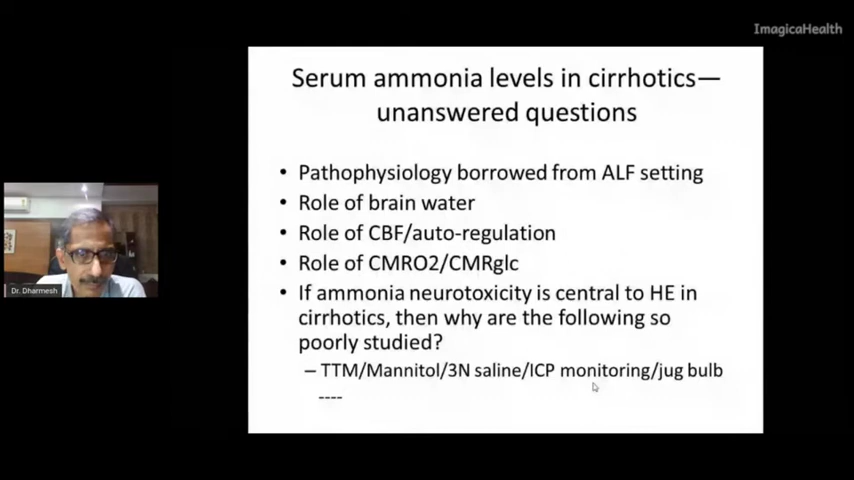 ImagicaHealth
Serum ammonia levels in cirrhotics—
unanswered questions
• Pathophysiology borrowed from ALF setting
• Role of brain water
• Role of CBF/auto-regulation
• Role of CMRO2/CMRglc
• If ammonia neurotoxicity is central to HE in
cirrhotics, then why are the following so
poorly studied?
– TTM/Mannitol/3N saline/ICP monitoring/jug bulb
----
Dr. Dharmesh